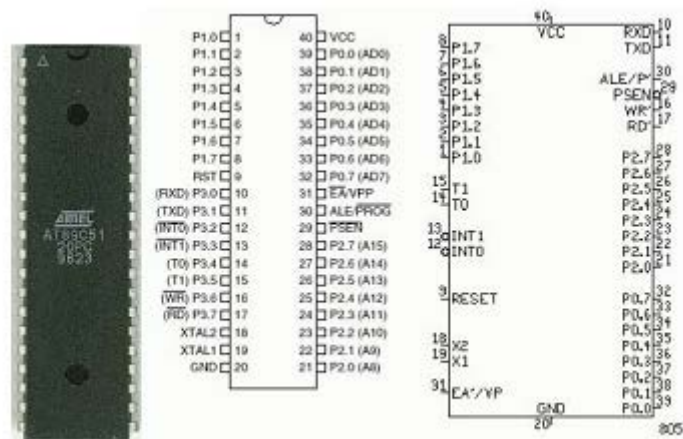 ATMEL
AT89C51
20PC
9823
P1.0 1 40 VCC
P1.1 2 39 P0.0 (AD0)
P1.2 3 38 P0.1 (AD1)
P1.3 4 37 P0.2 (AD2)
P1.4 5 36 P0.3 (AD3)
P1.5 6 35 P0.4 (AD4)
P1.6 7 34 P0.5 (AD5)
P1.7 8 33 P0.6 (AD6)
RST 9 32 P0.7 (AD7)
(RXD) P3.0 10 31 EA/VPP
(TXD) P3.1 11 30 ALE/PROG
(INT0) P3.2 12 29 PSEN
(INT1) P3.3 13 28 P2.7 (A15)
(T0) P3.4 14 27 P2.6 (A14)
(T1) P3.5 15 26 P2.5 (A13)
(WR) P3.6 16 25 P2.4 (A12)
(RD) P3.7 17 24 P2.3 (A11)
XTAL2 18 23 P2.2 (A10)
XTAL1 19 22 P2.1 (A9)
GND 20 21 P2.0 (A8)
40
VCC RXD 10
8 P1.7 TXD 11
P1.6
P1.5 ALE/P' 30
P1.4 PSEN 29
P1.3 WR' 16
P1.2 RD' 17
P1.1
1 P1.0 P2.7 28
P2.6 27
15 T1 P2.5 26
14 T0 P2.4 25
P2.3 24
13 INT1 P2.2 23
12 INT0 P2.1 22
P2.0 21
9 RESET P0.7 32
P0.6 33
P0.5 34
18 X2 P0.4 35
19 X1 P0.3 36
P0.2 37
31 EA'/VP P0.1 38
GND P0.0 39
20 805